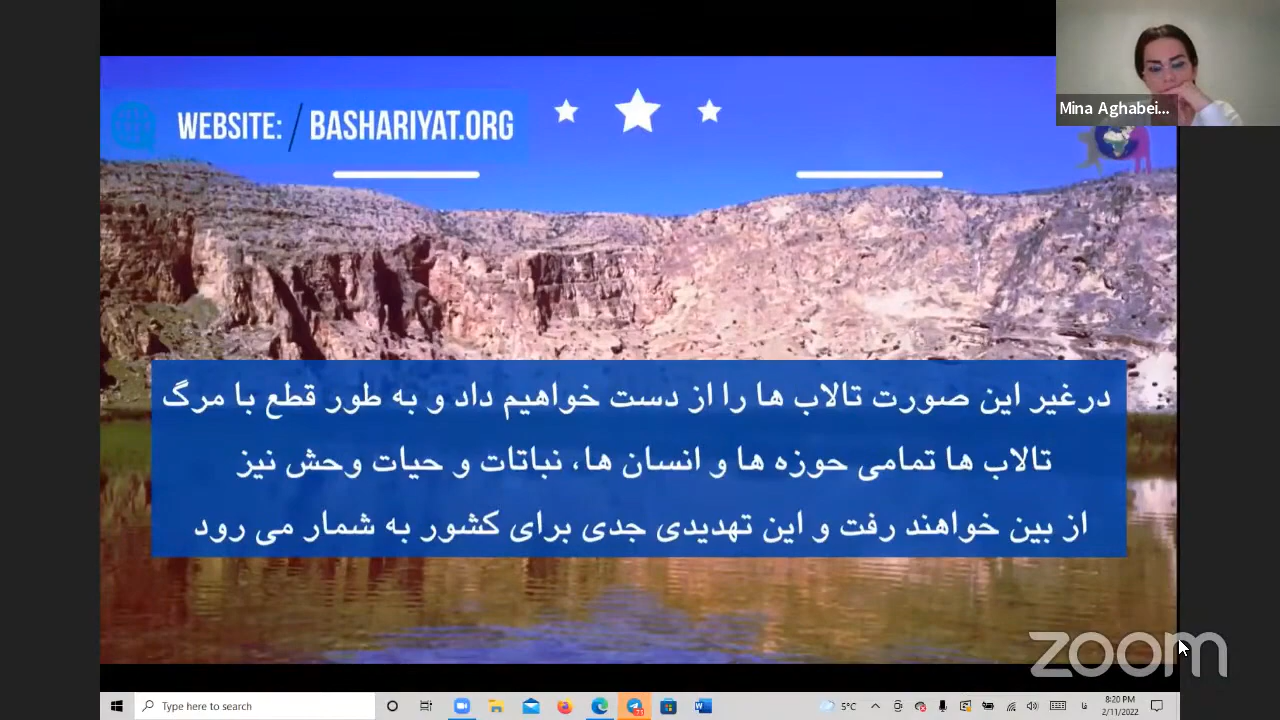 Mina Aghabei...
WEBSITE: / BASHARIYAT.ORG
درغیر این صورت تالاب ها را از دست خواهیم داد و به طور قطع با مرگ
تالاب ها تمامی حوزه ها و انسان ها، نباتات و حیات وحش نیز
از بین خواهند رفت و این تهدیدی جدی برای کشور به شمار می رود
zoom
Type here to search
5°C
فا
8:20 PM
2/11/2022